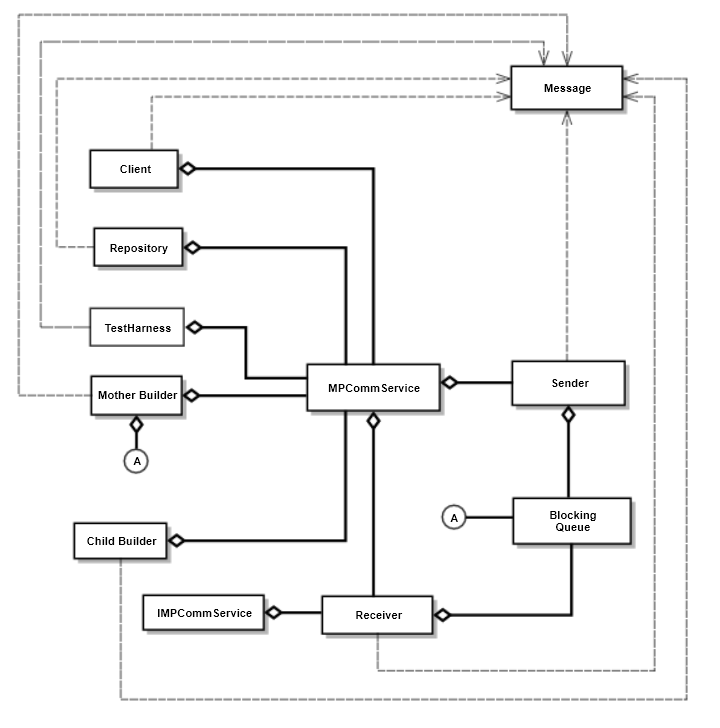 Message
Client
Repository
TestHarness
MPCommService
Sender
Mother Builder
A
Blocking
Queue
A
Child Builder
IMPCommService
Receiver